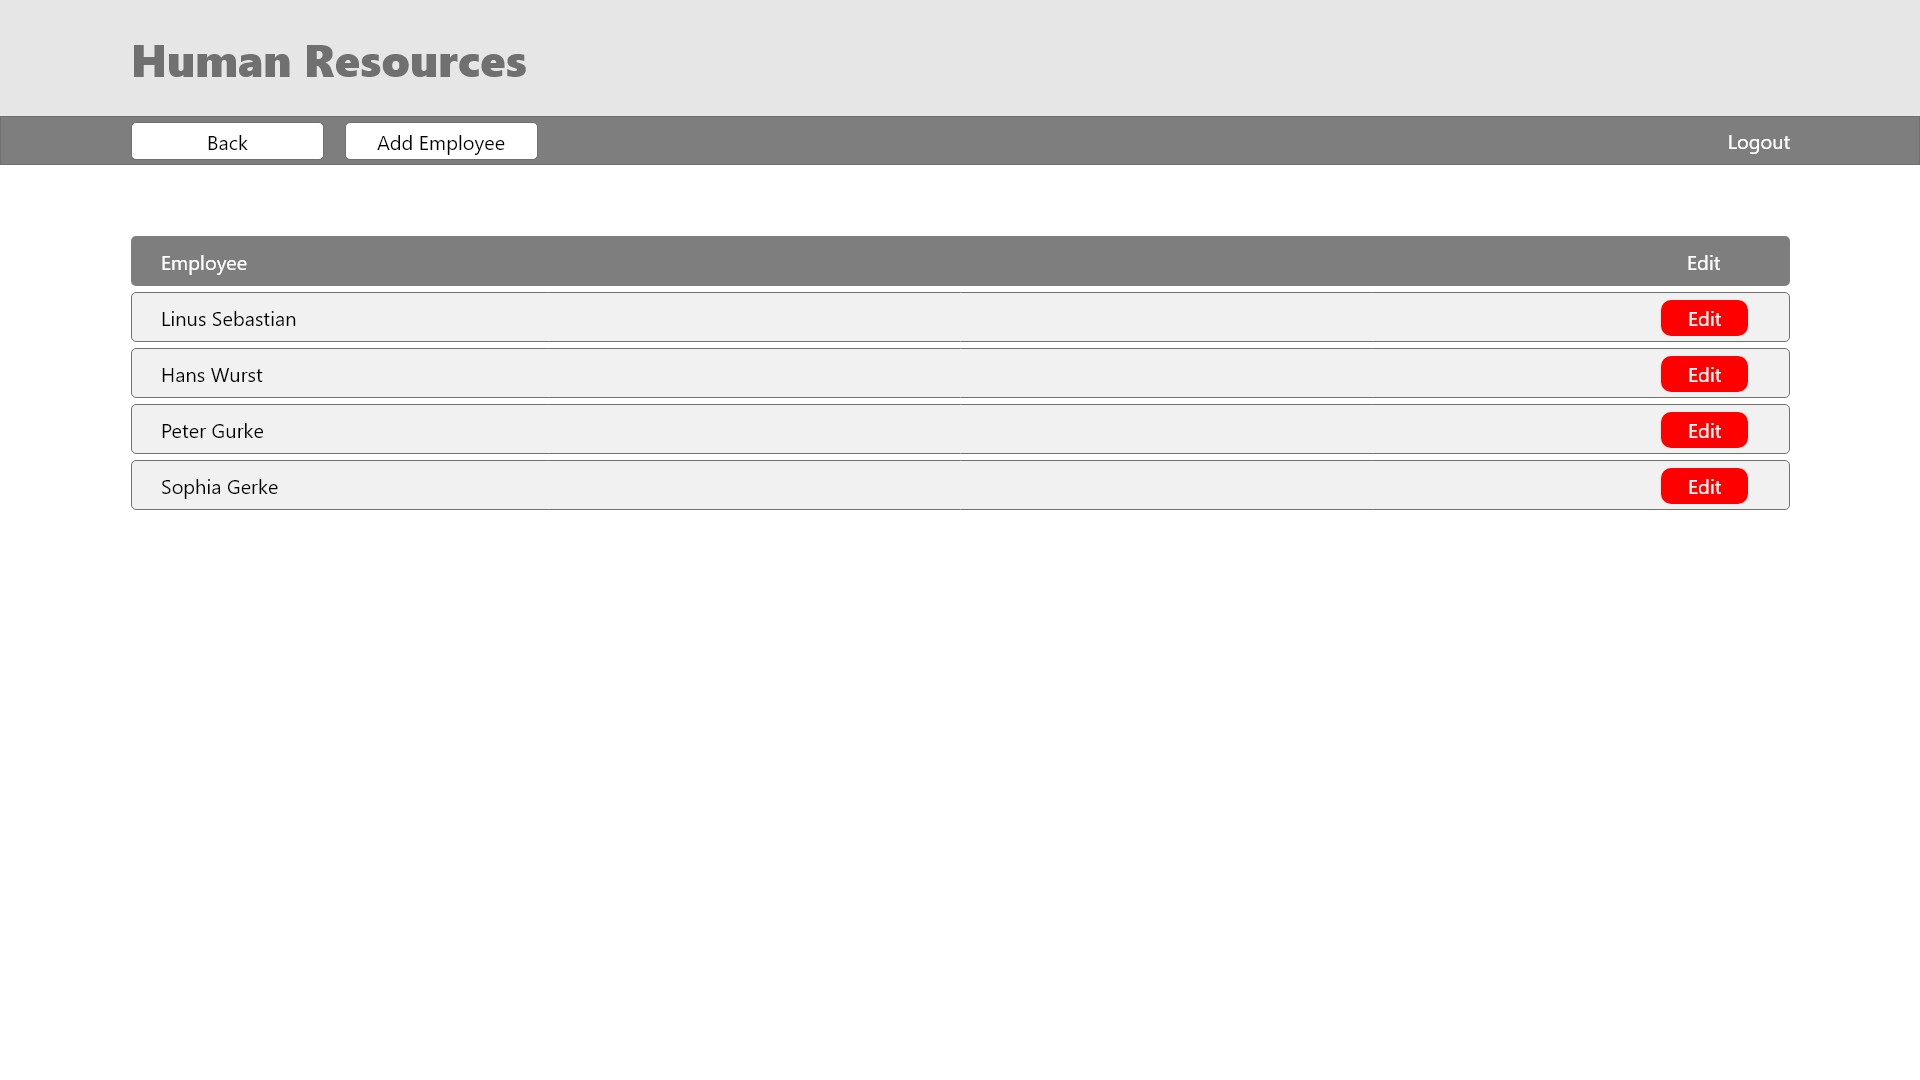 Human Resources
Back Add Employee Logout
Employee Edit
Linus Sebastian Edit
Hans Wurst Edit
Peter Gurke Edit
Sophia Gerke Edit